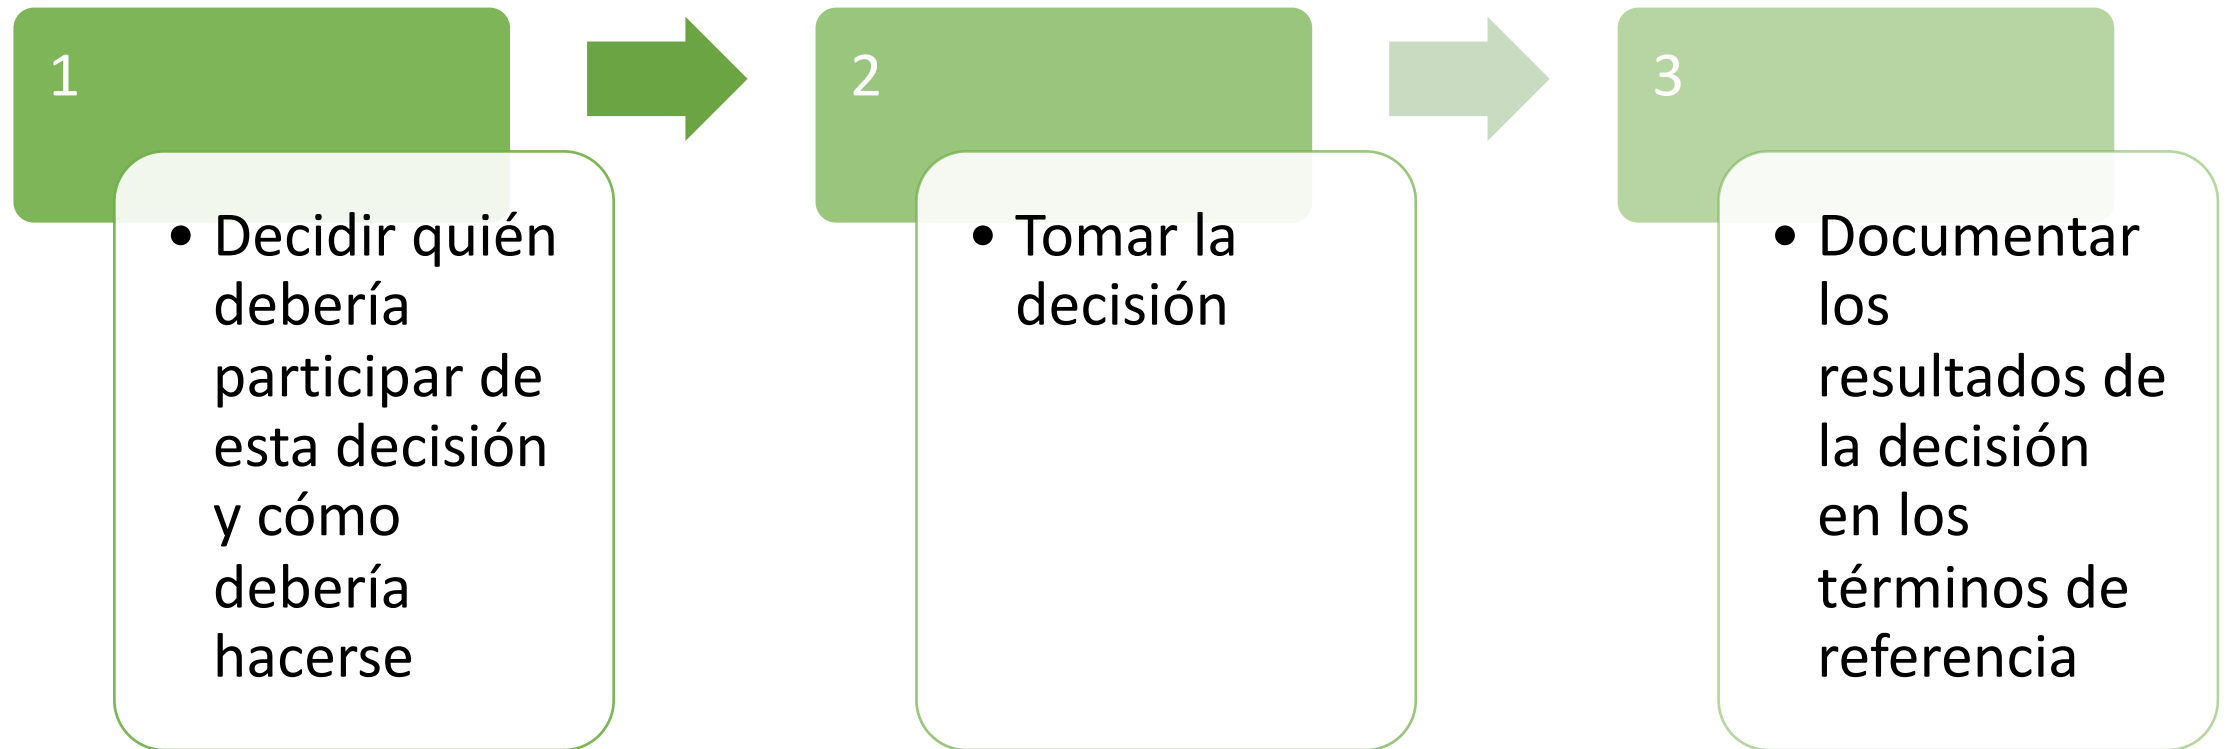 1
• Decidir quién
debería
participar de
esta decisión
y cómo
debería
hacerse
2
• Tomar la
decisión
3
• Documentar
los
resultados de
la decisión
en los
términos de
referencia